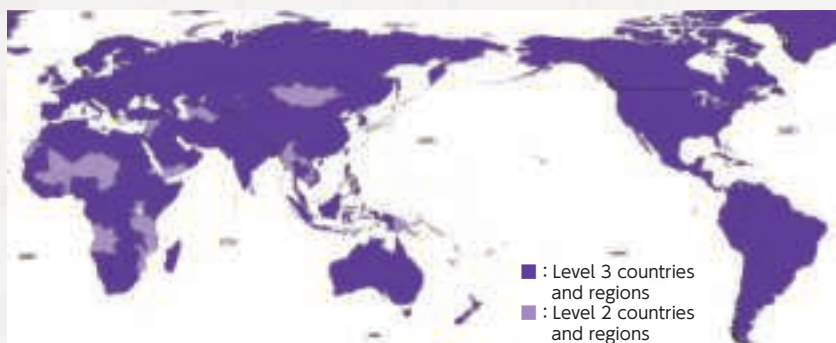 : Level 3 countries
and regions
: Level 2 countries
and regions